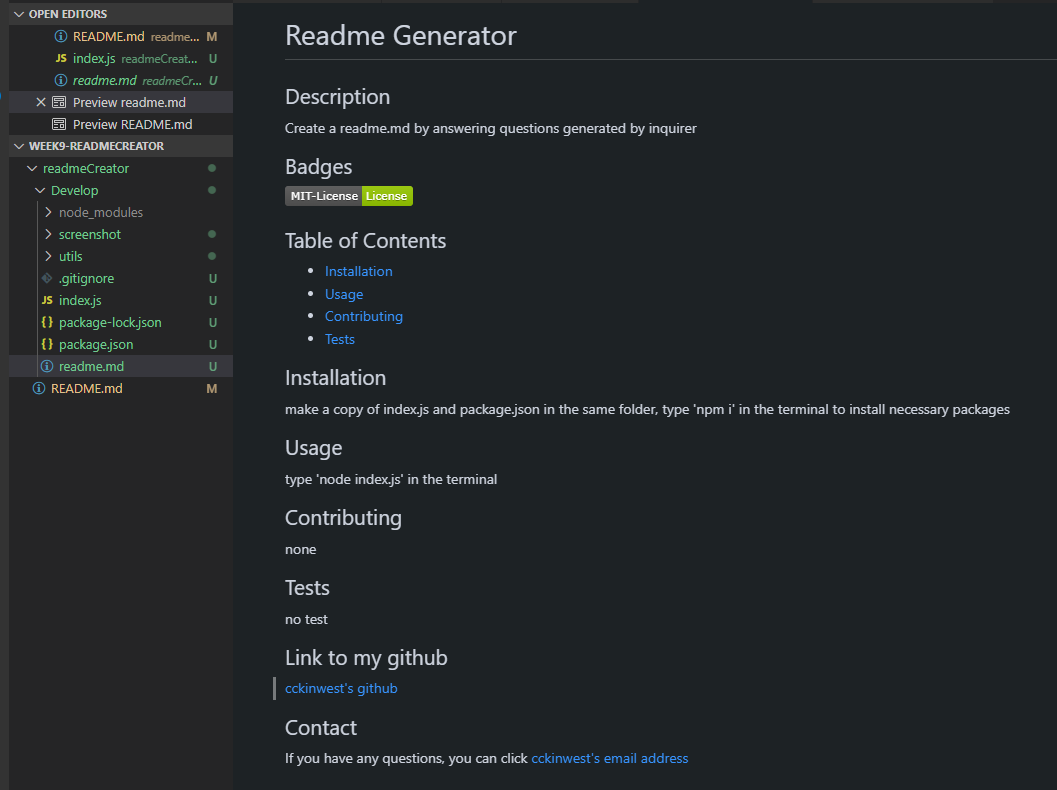 OPEN EDITORS
README.md readme... M
index.js readmeCreat... U
readme.md readmeCr... U
Preview readme.md
Preview README.md
WEEK9-READMECREATOR
readmeCreator
Develop
node_modules
screenshot
utils
.gitignore U
JS index.js U
{} package-lock.json U
{} package.json U
readme.md U
README.md M
Readme Generator
Description
Create a readme.md by answering questions generated by inquirer
Badges
MIT-License License
Table of Contents
Installation
Usage
Contributing
Tests
Installation
make a copy of index.js and package.json in the same folder, type 'npm i' in the terminal to install necessary packages
Usage
type 'node index.js' in the terminal
Contributing
none
Tests
no test
Link to my github
cckinwest's github
Contact
If you have any questions, you can click cckinwest's email address